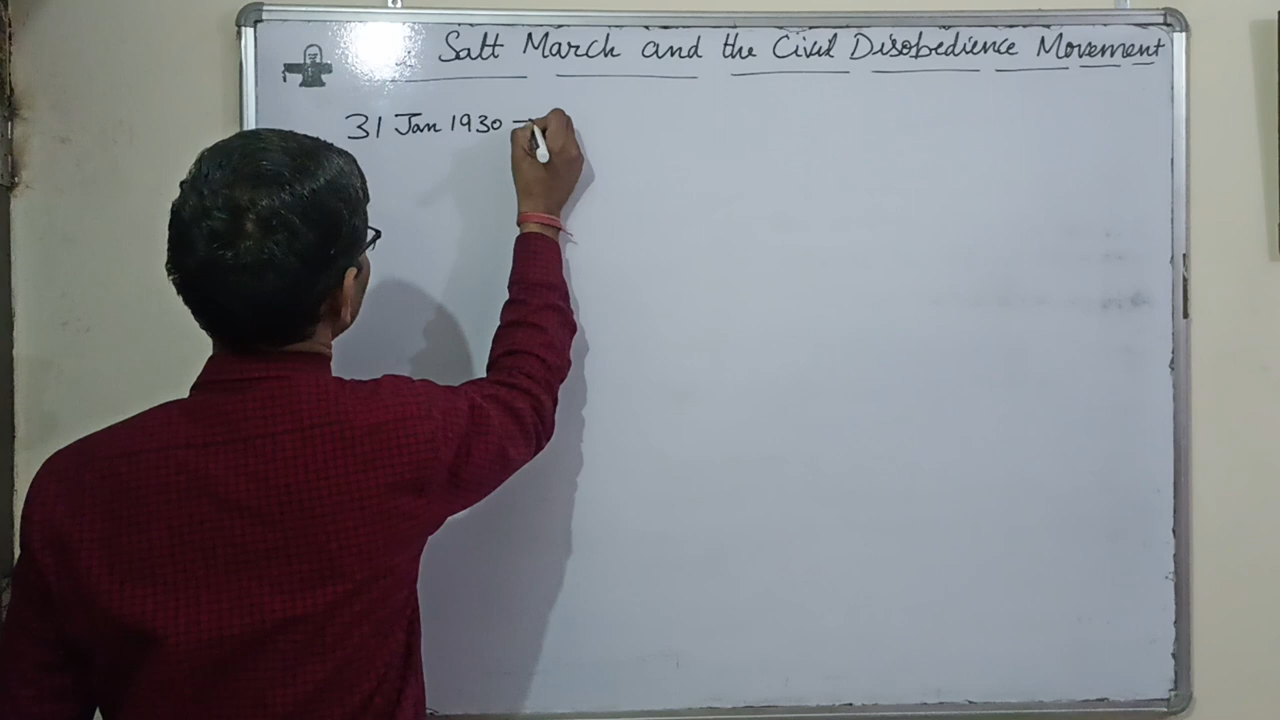 Salt March and the Civil Disobedience Movement
31 Jan 1930 →